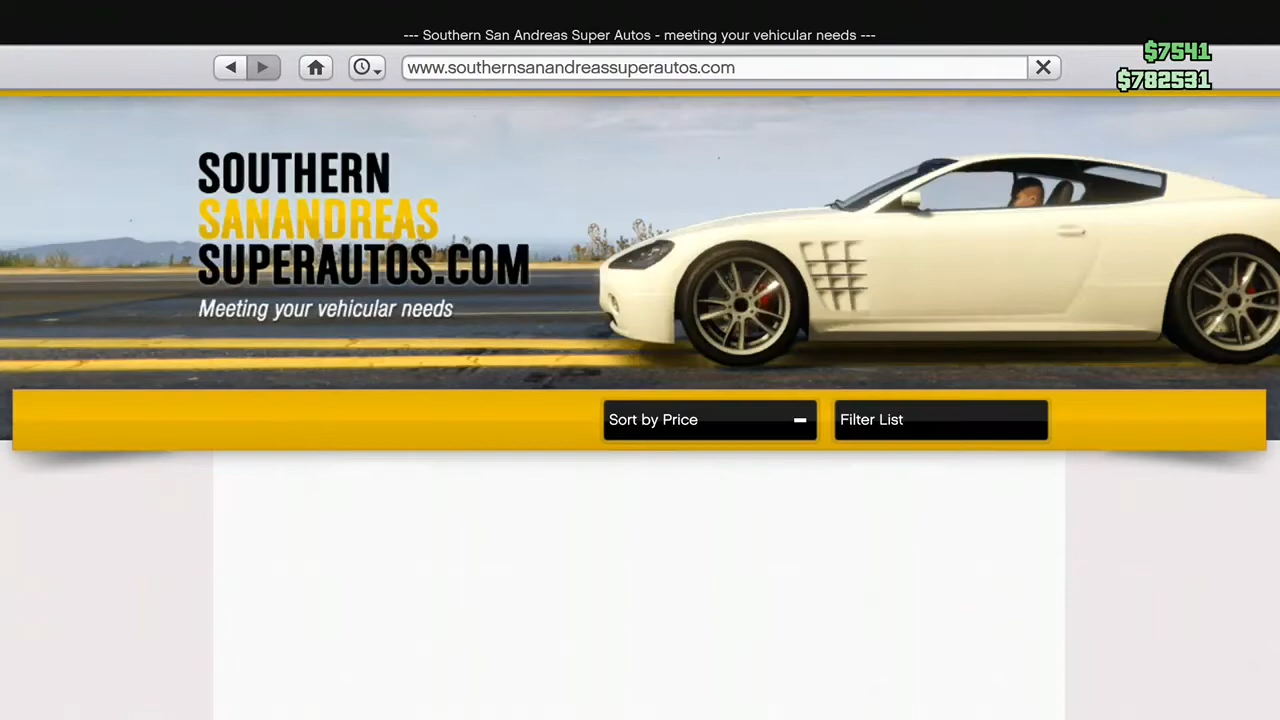 --- Southern San Andreas Super Autos - meeting your vehicular needs ---
$7541
www.southernsanandreassuperautos.com
$782531
SOUTHERN
SANANDREAS
SUPERAUTOS.COM
Meeting your vehicular needs
Sort by Price
Filter List